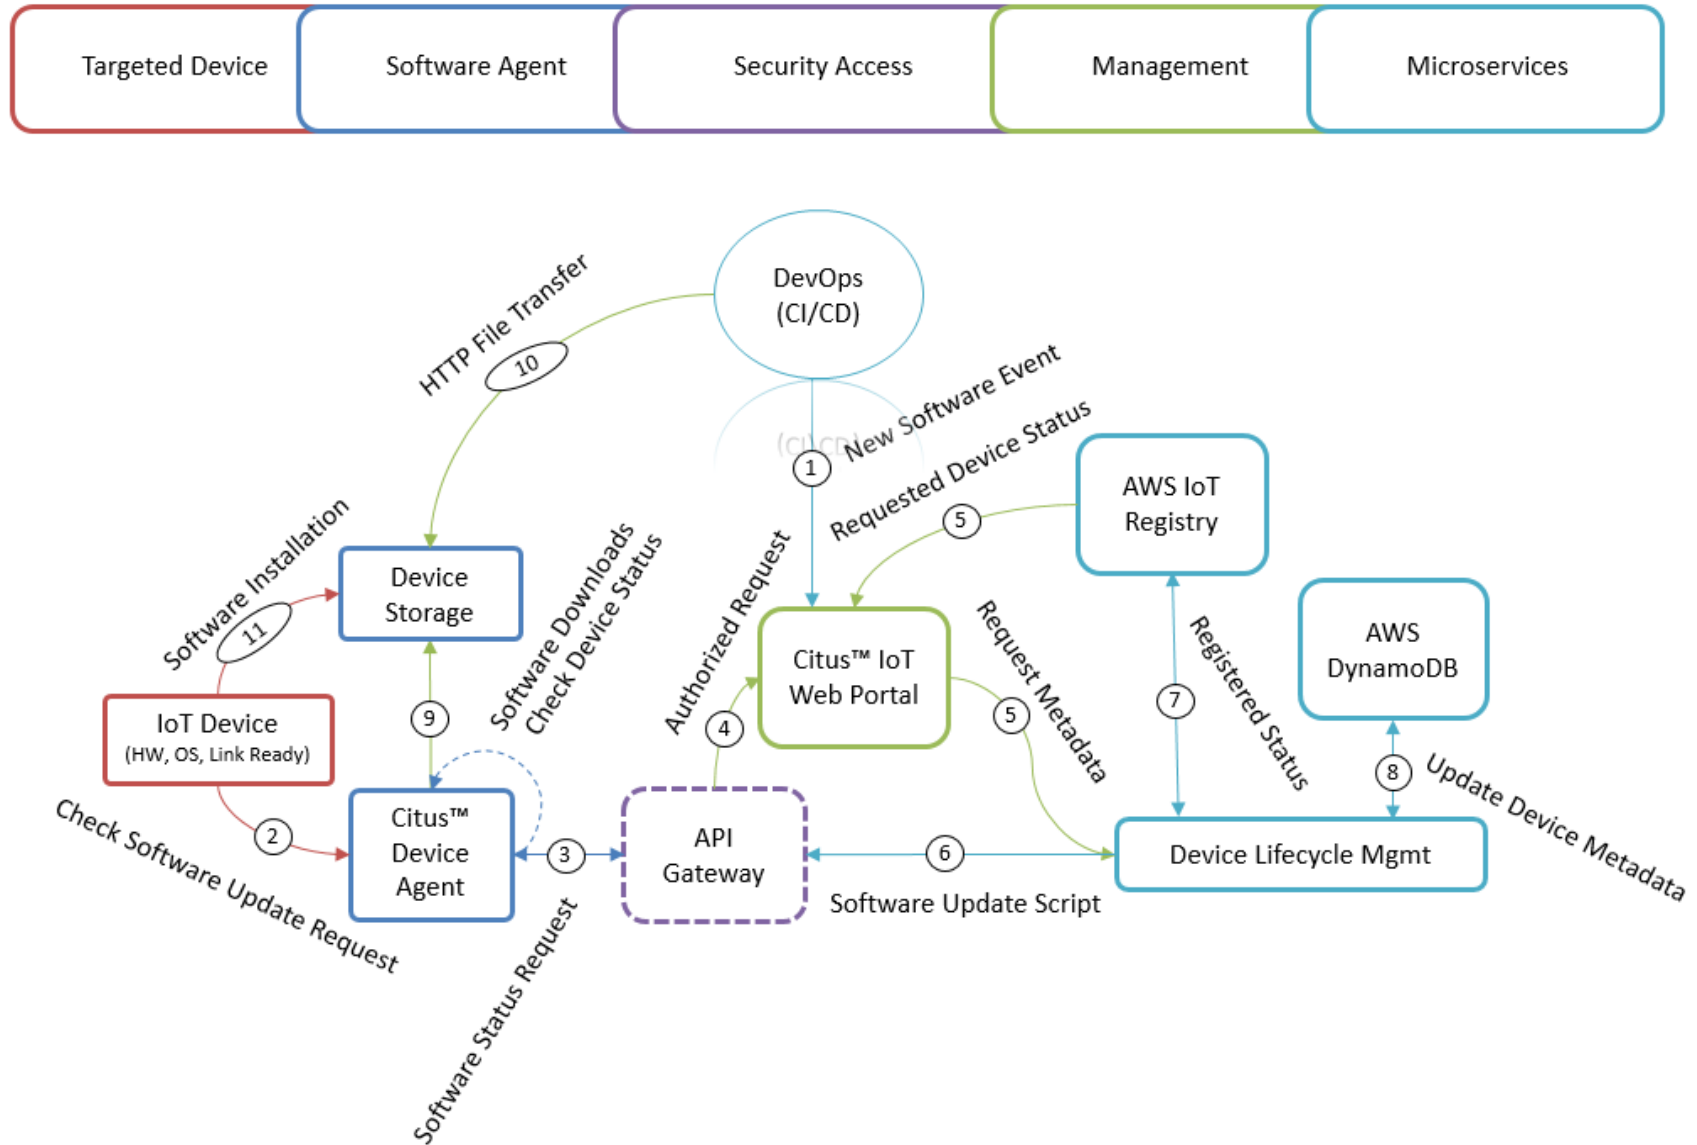 Targeted Device
Software Agent
Security Access
Management
Microservices
DevOps
(CI/CD)
(CI\CD)
HTTP File Transfer
10
New Software Event
1
Requested Device Status
5
AWS IoT
Registry
Software Installation
11
Device
Storage
Software Downloads
Check Device Status
Authorized Request
4
Citus™ IoT
Web Portal
Request Metadata
5
7
Registered Status
AWS
DynamoDB
8
Update Device Metadata
IoT Device
(HW, OS, Link Ready)
9
Check Software Update Request
2
Citus™
Device
Agent
3
Software Status Request
API
Gateway
6
Software Update Script
Device Lifecycle Mgmt